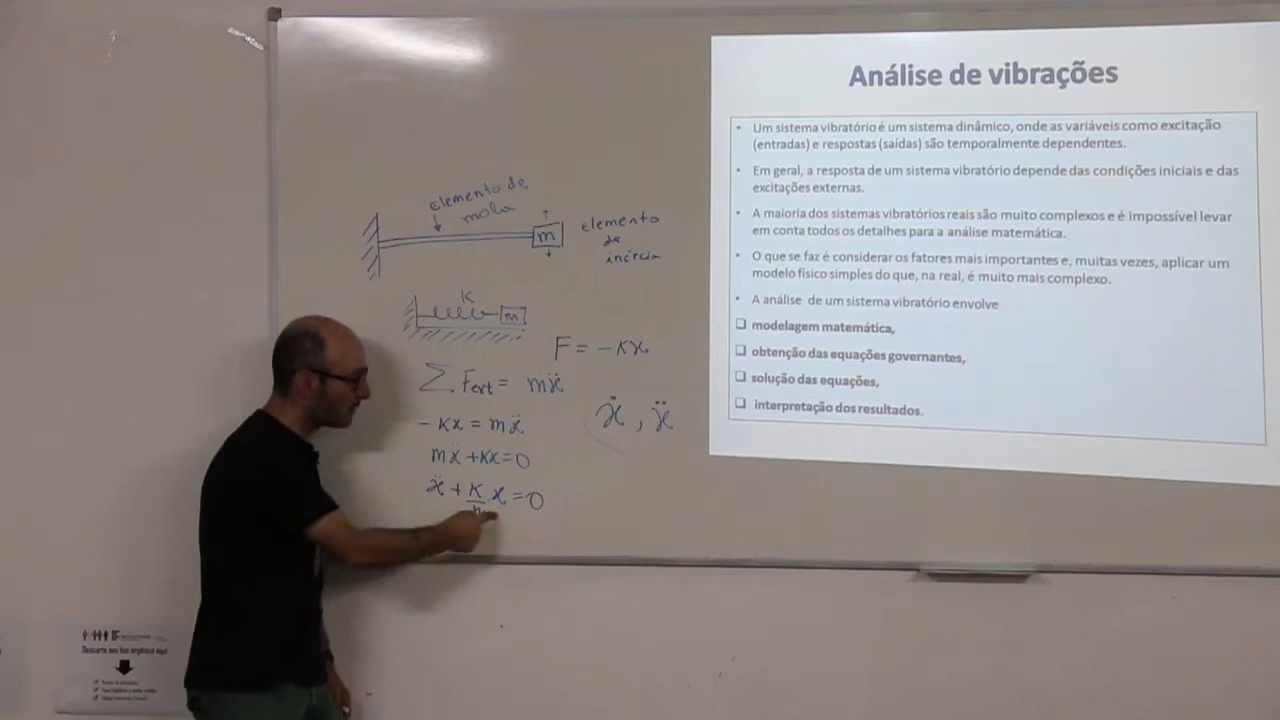 Análise de vibrações
• Um sistema vibratório é um sistema dinâmico, onde as variáveis como excitação
(entradas) e respostas (saídas) são temporalmente dependentes.
• Em geral, a resposta de um sistema vibratório depende das condições iniciais e das
excitações externas.
• A maioria dos sistemas vibratórios reais são muito complexos e é impossível levar
em conta todos os detalhes para a análise matemática.
• O que se faz é considerar os fatores mais importantes e, muitas vezes, aplicar um
modelo físico simples do que, na real, é muito mais complexo.
• A análise de um sistema vibratório envolve
❑ modelagem matemática,
❑ obtenção das equações governantes,
❑ solução das equações,
❑ interpretação dos resultados.
elemento de
mola
m
elemento
de
inércia
K
m
F = -Kx
∑ Fext = mẍ
-Kx = mẍ
mẍ + Kx = 0
ẍ + K/m x = 0
ẍ , ẍ
Descarte seu lixo orgânico aqui